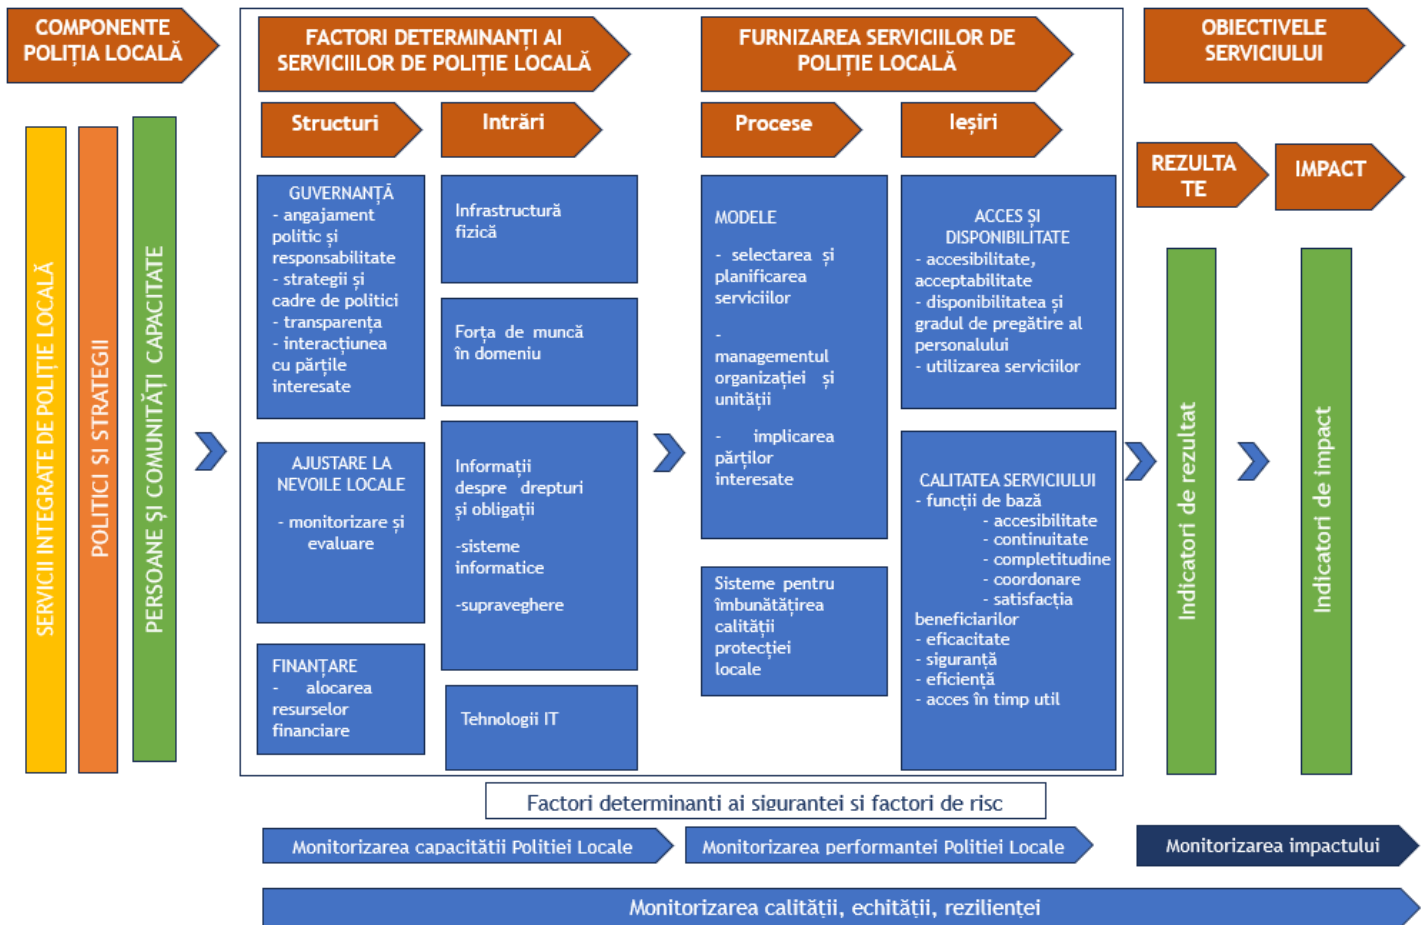 COMPONENTE
POLIȚIA LOCALĂ
FACTORI DETERMINANȚI AI
SERVICIILOR DE POLIȚIE LOCALĂ
FURNIZAREA SERVICIILOR DE
POLIȚIE LOCALĂ
OBIECTIVELE
SERVICIULUI
Structuri
Intrări
Procese
Ieșiri
REZULTA
TE
IMPACT
SERVICII INTEGRATE DE POLIȚIE LOCALĂ
POLITICI SI STRATEGII
PERSOANE ȘI COMUNITĂȚI CAPACITATE
GUVERNANȚĂ
- angajament
politic și
responsabilitate
- strategii și
cadre de politici
- transparența
- interacțiunea
cu părțile
interesate
AJUSTARE LA
NEVOILE LOCALE
- monitorizare și
evaluare
FINANȚARE
- alocarea
resurselor
financiare
Infrastructură
fizică
Forța de muncă
în domeniu
Informații
despre drepturi
și obligații
-sisteme
informatice
-supraveghere
Tehnologii IT
MODELE
- selectarea și
planificarea
serviciilor
-
managementul
organizației și
unității
- implicarea
părților
interesate
Sisteme pentru
îmbunătățirea
calității
protecției
locale
ACCES ȘI
DISPONIBILITATE
- accesibilitate,
acceptabilitate
- disponibilitatea și
gradul de pregătire al
personalului
- utilizarea serviciilor
CALITATEA SERVICIULUI
- funcții de bază
- accesibilitate
- continuitate
- completitudine
- coordonare
- satisfacția
beneficiarilor
- eficacitate
- siguranță
- eficiență
- acces în timp util
Indicatori de rezultat
Indicatori de impact
Factori determinanti ai sigurantei si factori de risc
Monitorizarea capacitătii Politiei Locale
Monitorizarea performantei Politiei Locale
Monitorizarea impactului
Monitorizarea calității, echității, rezilienței